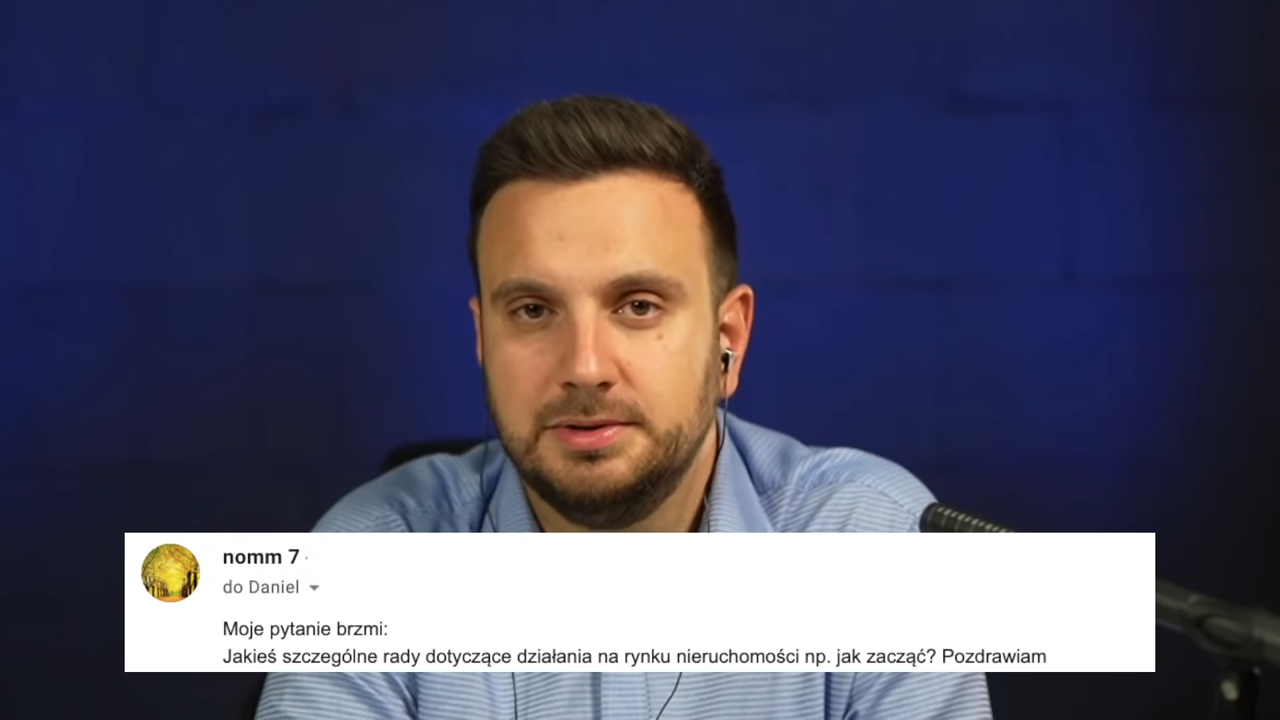 nomm 7 ·
do Daniel
Moje pytanie brzmi:
Jakieś szczególne rady dotyczące działania na rynku nieruchomości np. jak zacząć? Pozdrawiam